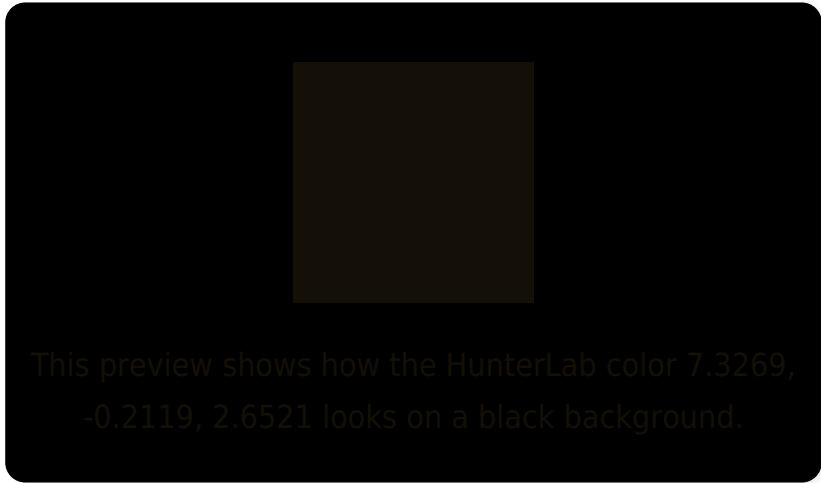 This preview shows how the HunterLab color 7.3269,
-0.2119, 2.6521 looks on a black background.